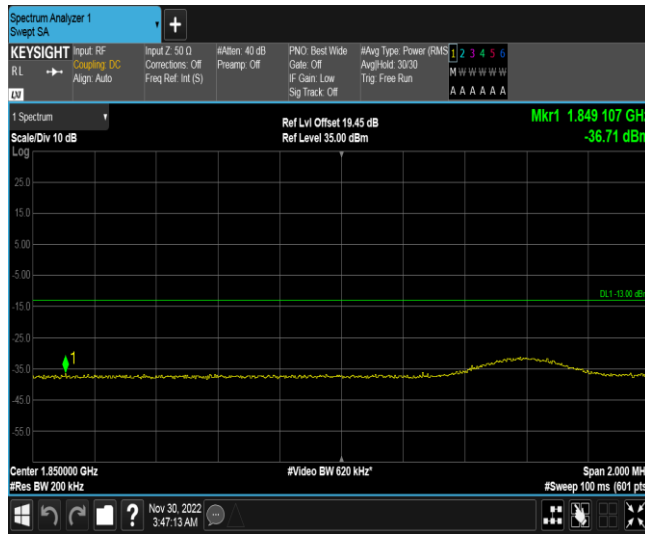 Spectrum Analyzer 1
Swept SA
+
KEYSIGHT Input: RF Input Z: 50 Ω #Atten: 40 dB PNO: Best Wide #Avg Type: Power (RMS 1 2 3 4 5 6
RL Coupling: DC Corrections: Off Preamp: Off Gate: Off Avg|Hold: 30/30 M W W W W W
Align: Auto Freq Ref: Int (S) IF Gain: Low Trig: Free Run
Sig Track: Off A A A A A A
LXI
1 Spectrum Ref Lvl Offset 19.45 dB Mkr1 1.849 107 GHz
Scale/Div 10 dB Ref Level 35.00 dBm -36.71 dBm
Log
25.0
15.0
5.00
-5.00
DL1 -13.00 dBm
-15.0
-25.0
1
-35.0
-45.0
-55.0
Center 1.850000 GHz #Video BW 620 kHz* Span 2.000 MH
#Res BW 200 kHz #Sweep 100 ms (601 pts
? Nov 30, 2022
3:47:13 AM